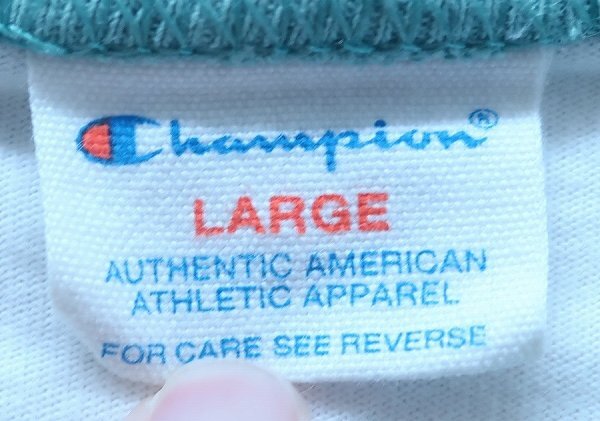 Champion®
LARGE
AUTHENTIC AMERICAN
ATHLETIC APPAREL
FOR CARE SEE REVERSE